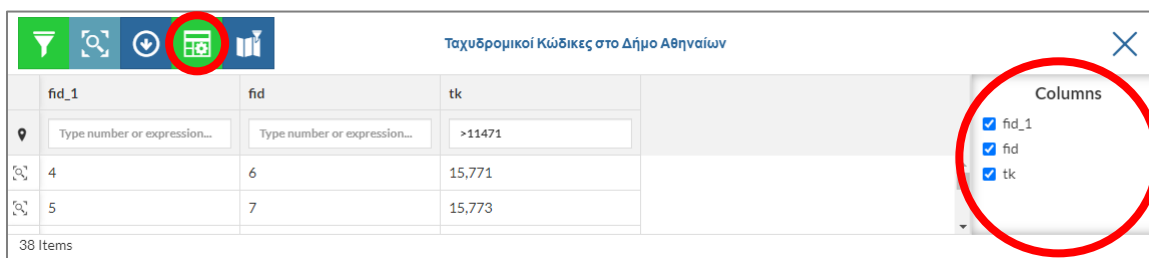 Ταχυδρομικοί Κώδικες στο Δήμο Αθηναίων
fid_1 fid tk
Type number or expression... Type number or expression... >11471
4 6 15,771
5 7 15,773
38 Items
Columns
fid_1
fid
tk